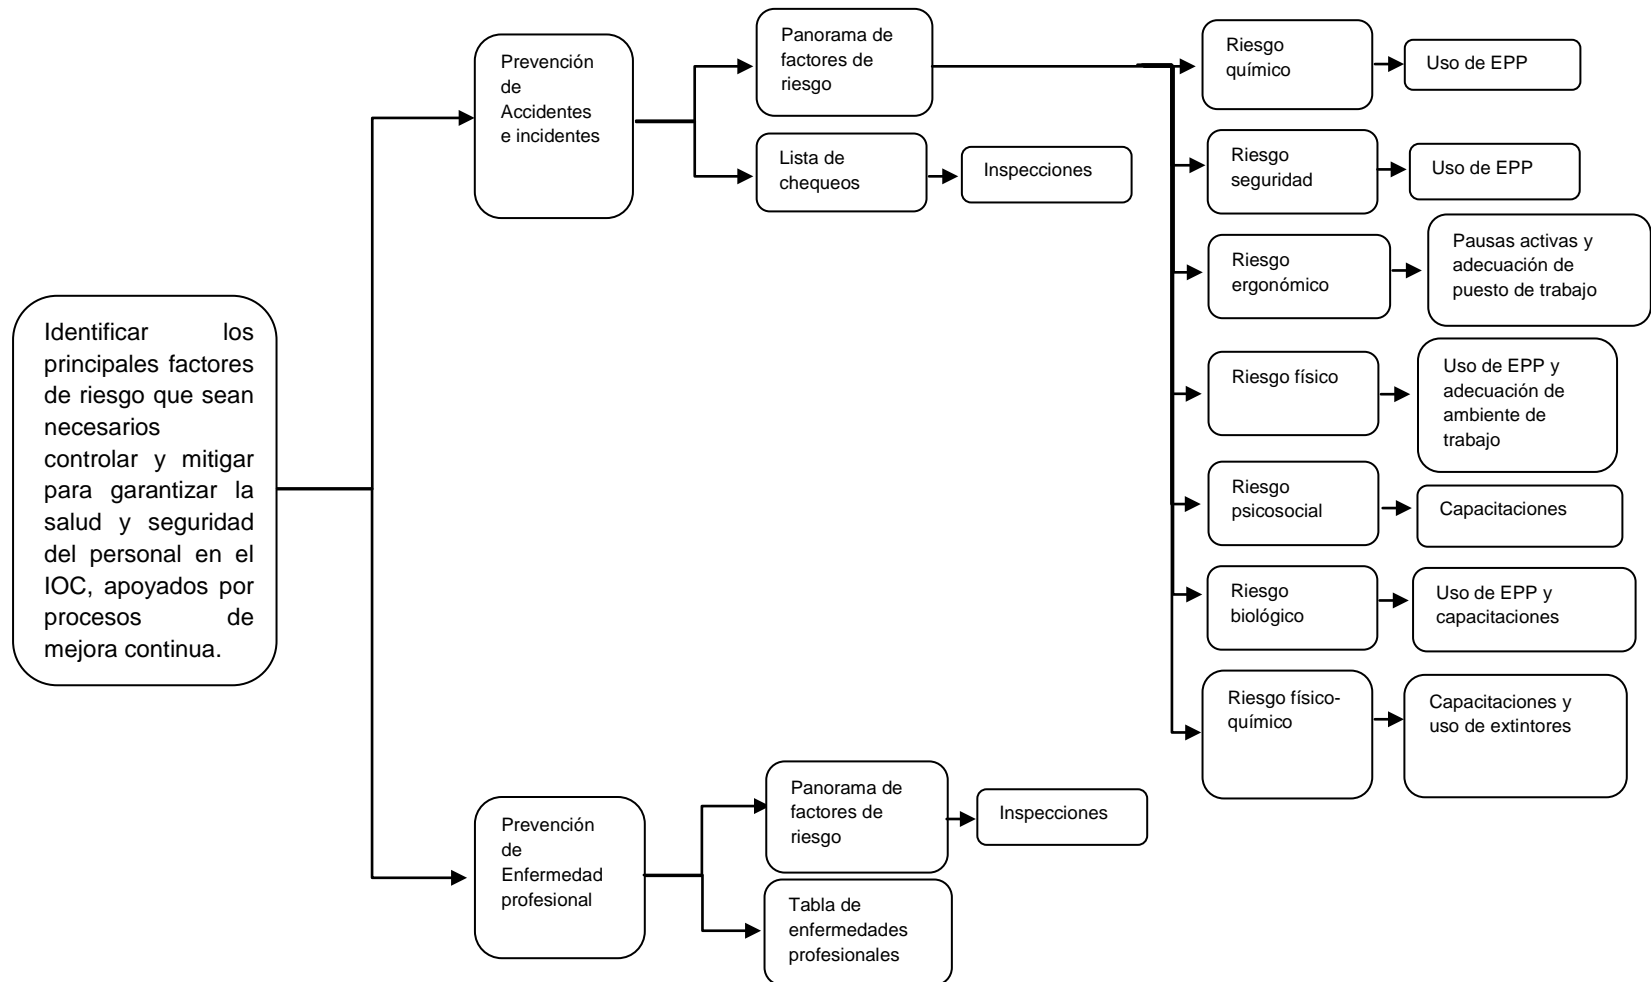 Identificar los
principales factores
de riesgo que sean
necesarios
controlar y mitigar
para garantizar la
salud y seguridad
del personal en el
IOC, apoyados por
procesos de
mejora continua.
Prevención
de
Accidentes
e incidentes
Panorama de
factores de
riesgo
Lista de
chequeos
Inspecciones
Riesgo
químico
Uso de EPP
Riesgo
seguridad
Uso de EPP
Riesgo
ergonómico
Pausas activas y
adecuación de
puesto de trabajo
Riesgo físico
Uso de EPP y
adecuación de
ambiente de
trabajo
Riesgo
psicosocial
Capacitaciones
Riesgo
biológico
Uso de EPP y
capacitaciones
Riesgo físico-
químico
Capacitaciones y
uso de extintores
Prevención
de
Enfermedad
profesional
Panorama de
factores de
riesgo
Inspecciones
Tabla de
enfermedades
profesionales